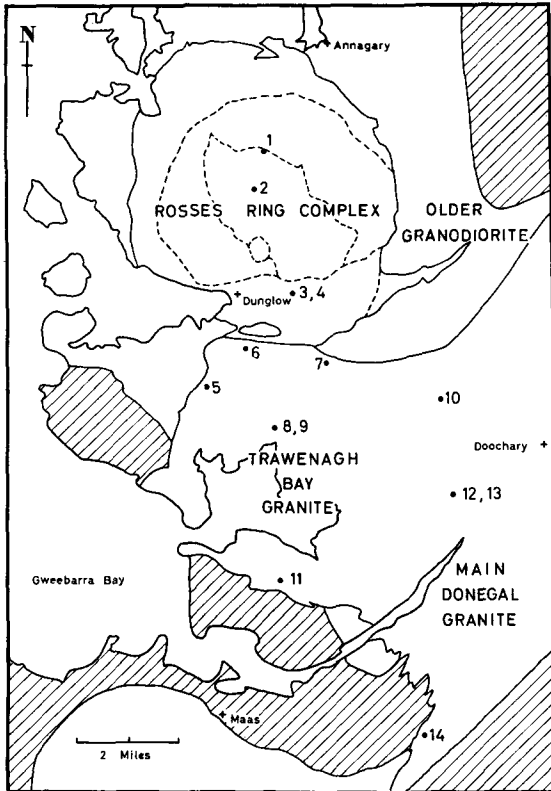 N
Annagary
1
2
ROSSES RING COMPLEX
OLDER
GRANODIORITE
3,4
Dunglow
6
7
5
10
8,9
Doochary
TRAWENAGH
BAY
GRANITE
12,13
11
Gweebarra Bay
MAIN
DONEGAL
GRANITE
Maas
14
2 Miles